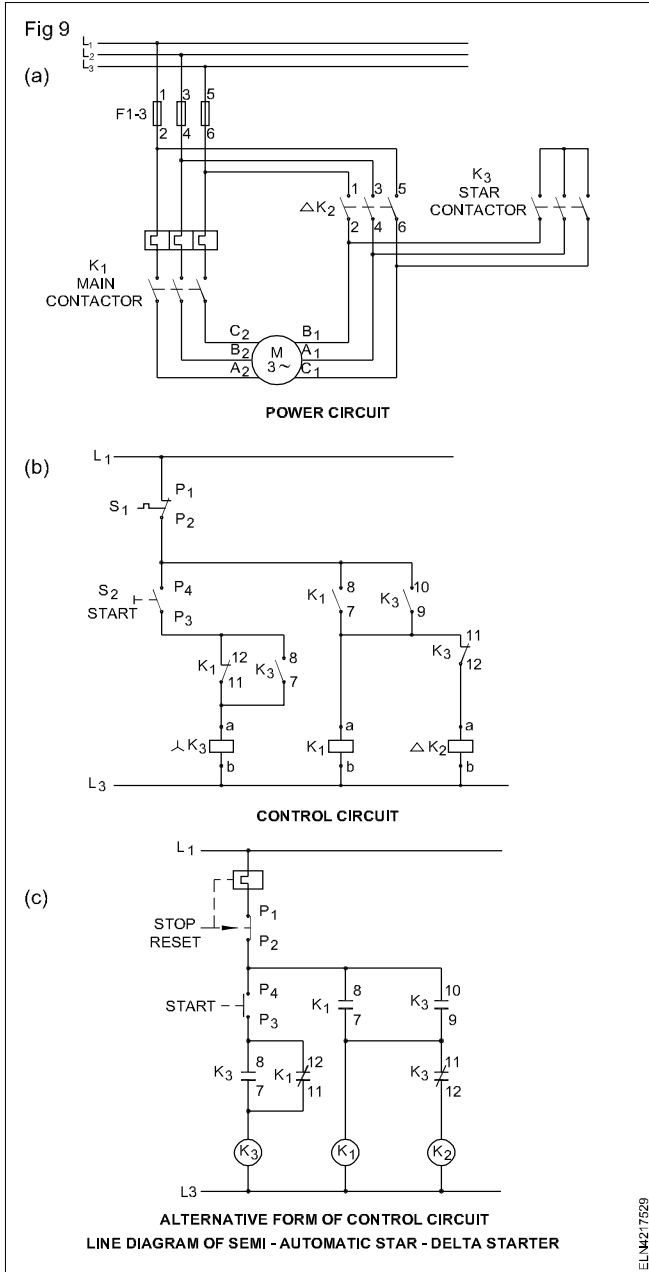 Fig 9
L1
L2
L3
(a)
1 3 5
F1-3
2 4 6
K3
STAR
CONTACTOR
1 3 5
△K2
2 4 6
K1
MAIN
CONTACTOR
C2 B1
B2 M A1
3~
A2 C1
POWER CIRCUIT
(b)
L1
S1 P1
P2
S2 P4
START P3
K1 8
7
K3 10
9
K1 12
11
K3 8
7
K3 11
12
a a a
⅄ K3 K1 △ K2
b b b
L3
CONTROL CIRCUIT
(c)
L1
STOP P1
RESET P2
START P4
P3
K1 8
7
K3 10
9
K3 8
7
K1 12
11
K3 11
12
K3 K1 K2
L3
ALTERNATIVE FORM OF CONTROL CIRCUIT
LINE DIAGRAM OF SEMI - AUTOMATIC STAR - DELTA STARTER
ELN4217529